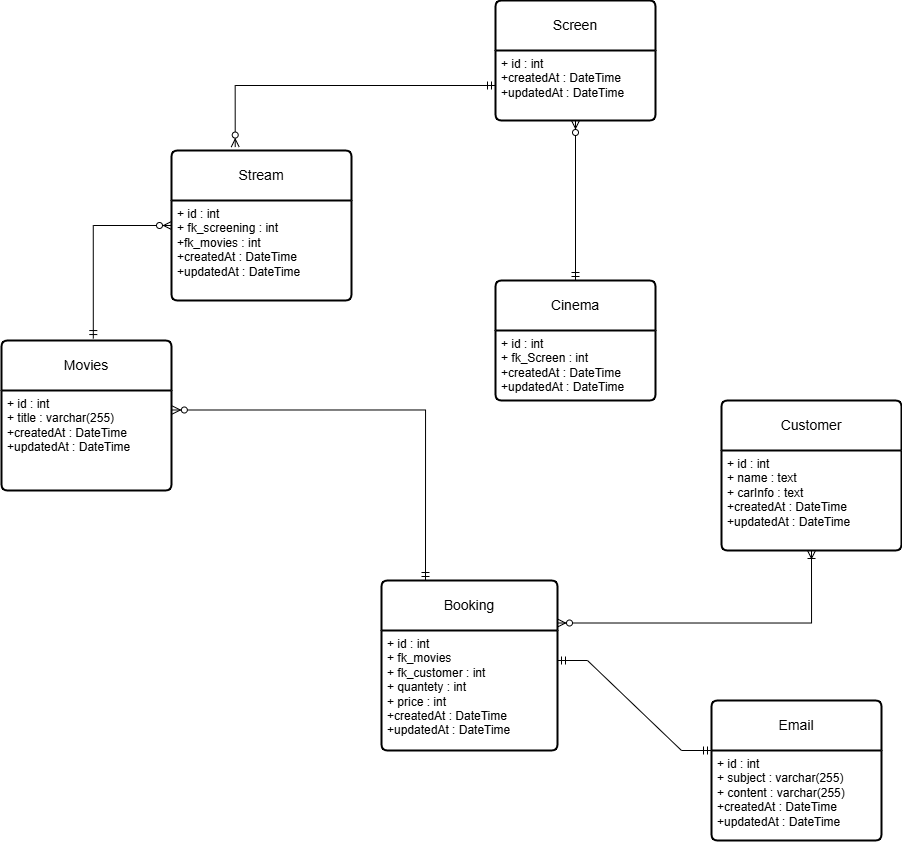 Screen
+ id : int
+createdAt : DateTime
+updatedAt : DateTime
Stream
+ id : int
+ fk_screening : int
+fk_movies : int
+createdAt : DateTime
+updatedAt : DateTime
Cinema
+ id : int
+ fk_Screen : int
+createdAt : DateTime
+updatedAt : DateTime
Movies
+ id : int
+ title : varchar(255)
+createdAt : DateTime
+updatedAt : DateTime
Customer
+ id : int
+ name : text
+ carInfo : text
+createdAt : DateTime
+updatedAt : DateTime
Booking
+ id : int
+ fk_movies
+ fk_customer : int
+ quantety : int
+ price : int
+createdAt : DateTime
+updatedAt : DateTime
Email
+ id : int
+ subject : varchar(255)
+ content : varchar(255)
+createdAt : DateTime
+updatedAt : DateTime